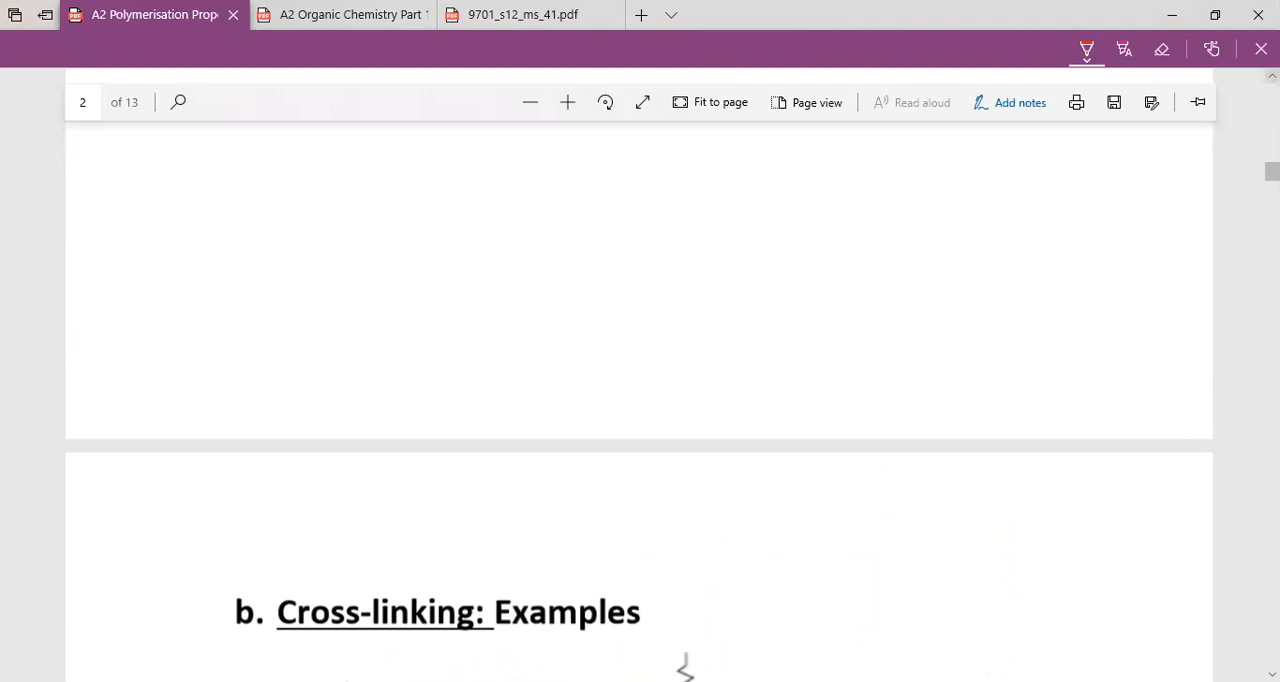 A2 Polymerisation Prop
A2 Organic Chemistry Part
9701_s12_ms_41.pdf
2 of 13
Fit to page
Page view
Read aloud
Add notes
b. Cross-linking: Examples